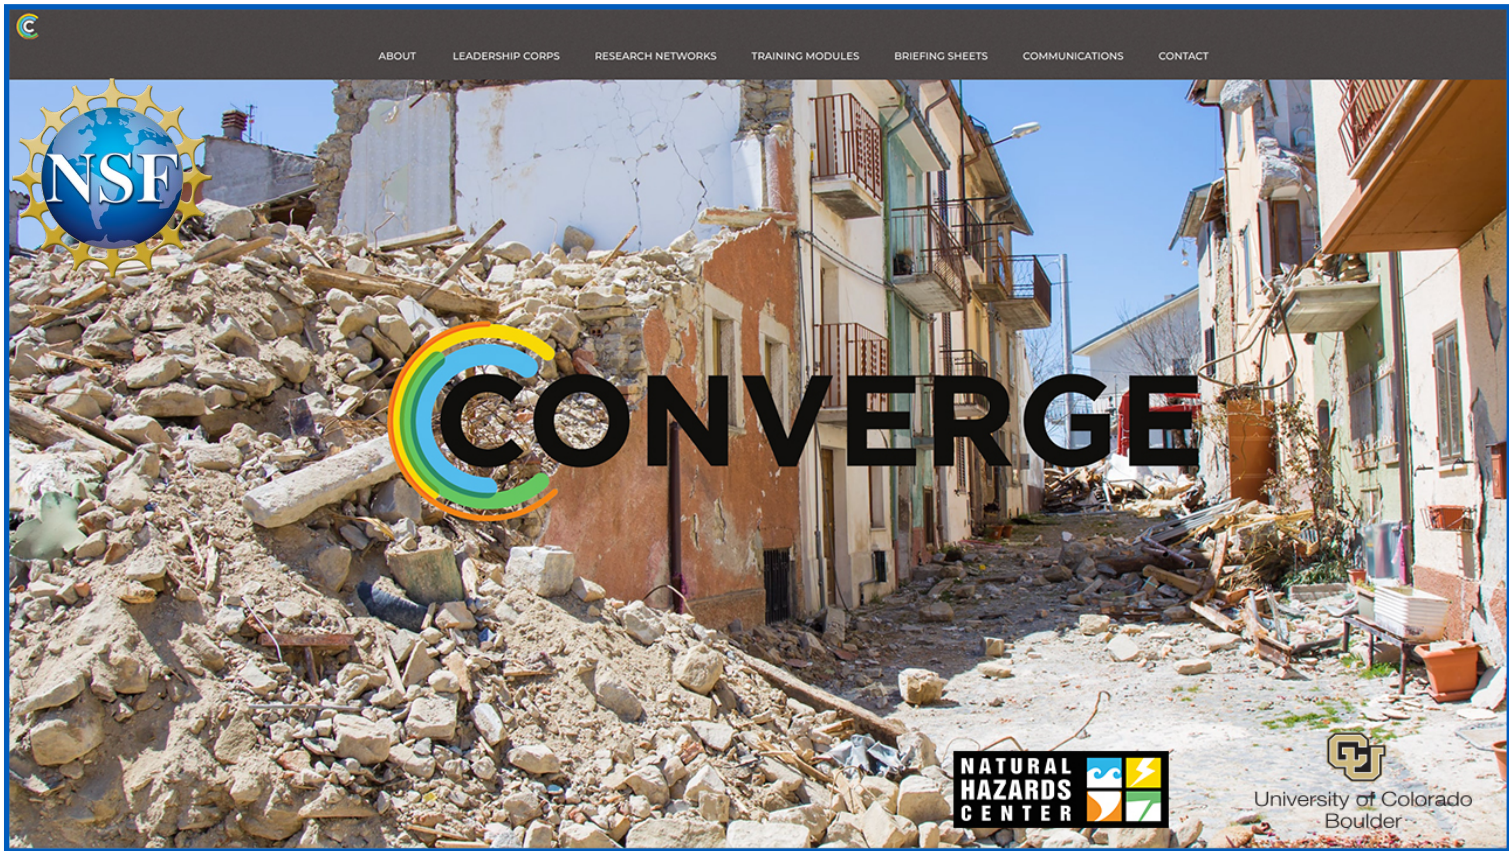 C
ABOUT
LEADERSHIP CORPS
RESEARCH NETWORKS
TRAINING MODULES
BRIEFING SHEETS
COMMUNICATIONS
CONTACT
NSF
CONVERGE
NATURAL
HAZARDS
CENTER
CU
University of Colorado
Boulder